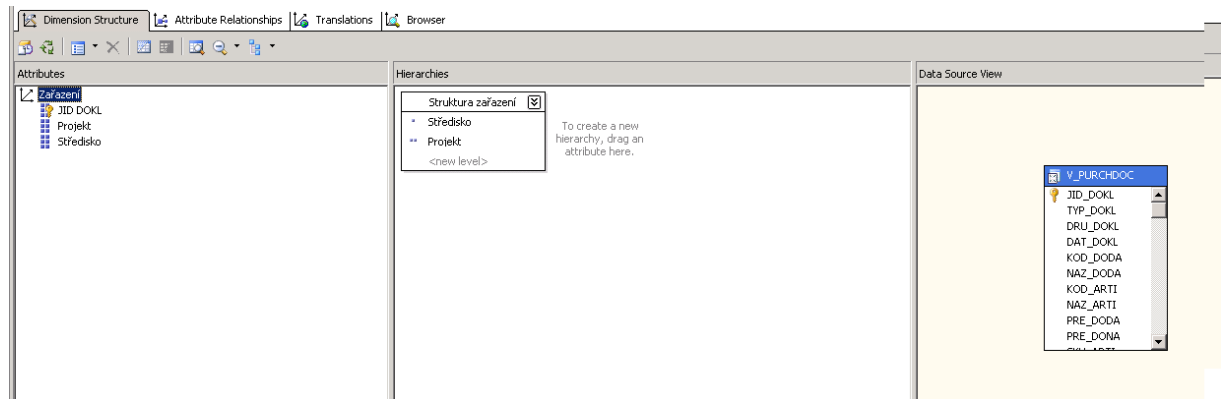 Dimension Structure Attribute Relationships Translations Browser
Attributes
Zařazení
JID DOKL
Projekt
Středisko
Hierarchies
Struktura zařazení
Středisko
Projekt
<new level>
To create a new
hierarchy, drag an
attribute here.
Data Source View
V_PURCHDOC
JID_DOKL
TYP_DOKL
DRU_DOKL
DAT_DOKL
KOD_DODA
NAZ_DODA
KOD_ARTI
NAZ_ARTI
PRE_DODA
PRE_DONA